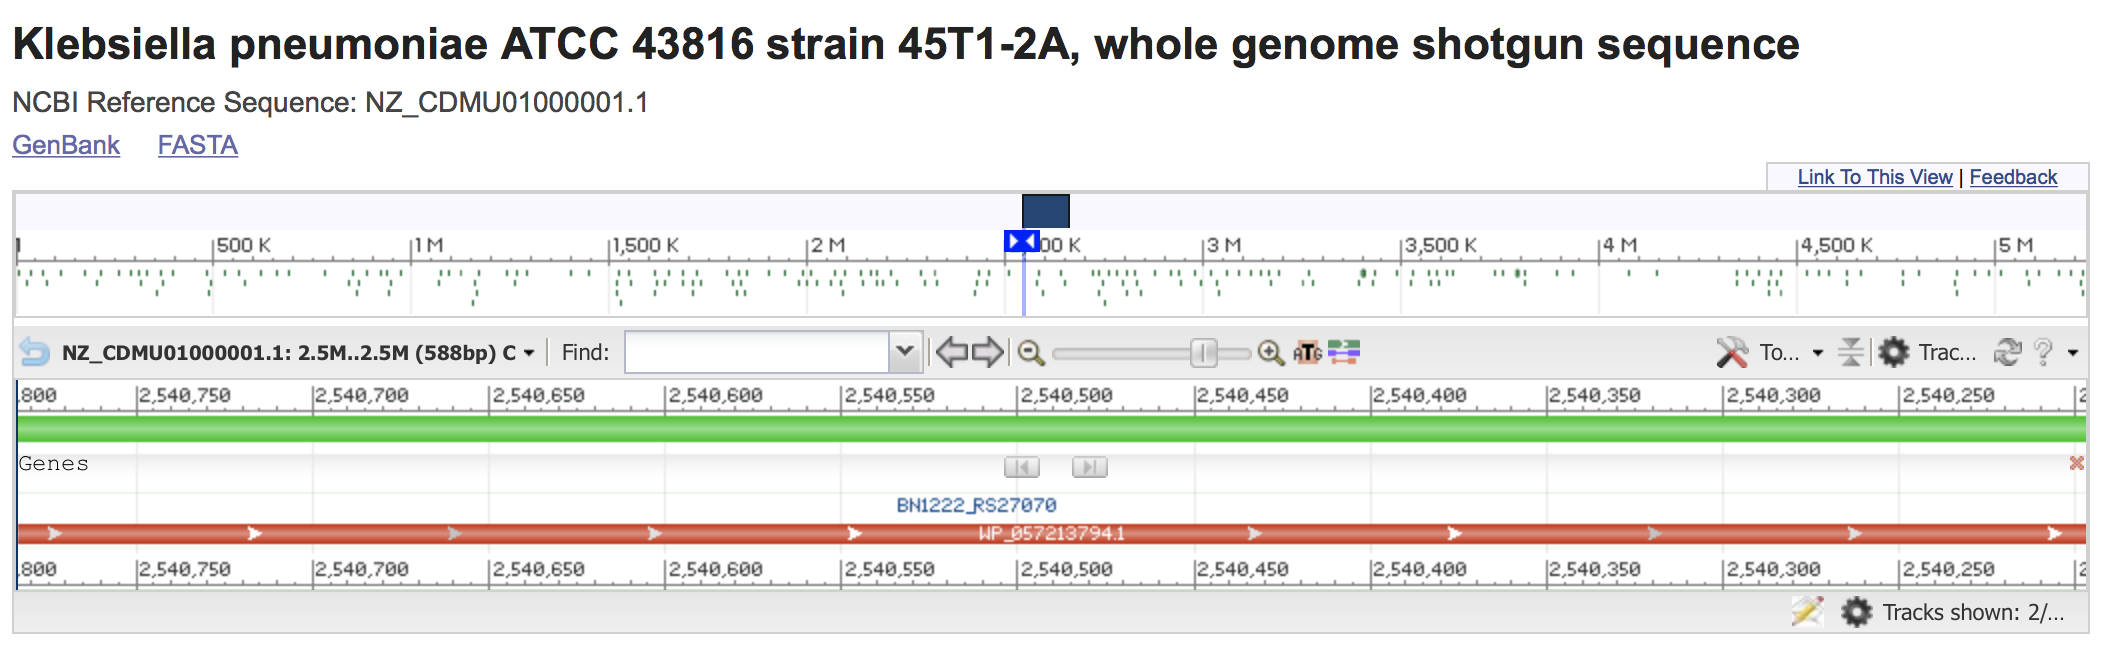 Klebsiella pneumoniae ATCC 43816 strain 45T1-2A, whole genome shotgun sequence
NCBI Reference Sequence: NZ_CDMU01000001.1
GenBank FASTA
Link To This View | Feedback
1 500 K 1 M 1,500 K 2 M 00 K 3 M 3,500 K 4 M 4,500 K 5 M
NZ_CDMU01000001.1: 2.5M..2.5M (588bp) C Find: ATG To... Trac... ?
800 2,540,750 2,540,700 2,540,650 2,540,600 2,540,550 2,540,500 2,540,450 2,540,400 2,540,350 2,540,300 2,540,250 2
Genes
BN1222_RS27070
WP_057213794.1
800 2,540,750 2,540,700 2,540,650 2,540,600 2,540,550 2,540,500 2,540,450 2,540,400 2,540,350 2,540,300 2,540,250 2
Tracks shown: 2/...